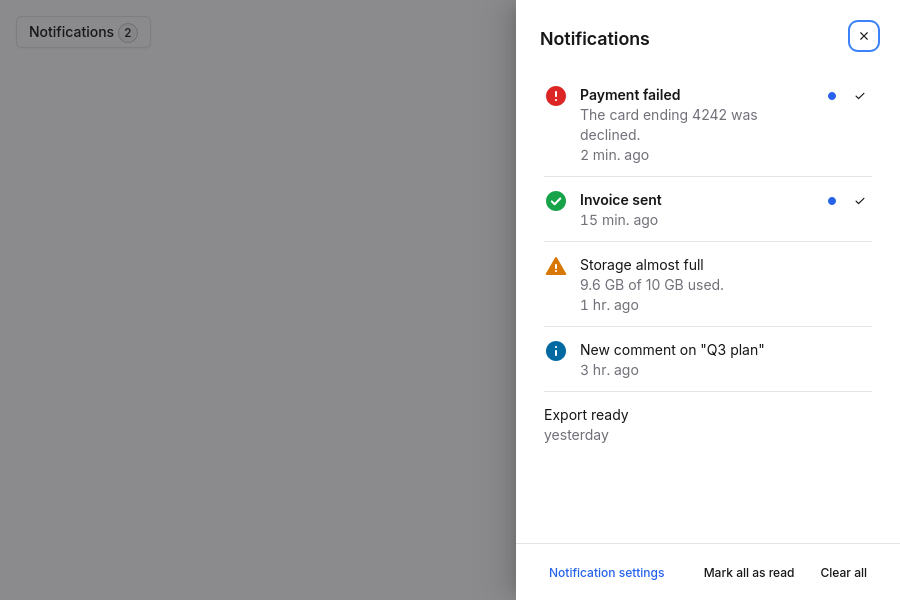 Notifications 2
Notifications
Payment failed
The card ending 4242 was
declined.
2 min. ago
Invoice sent
15 min. ago
Storage almost full
9.6 GB of 10 GB used.
1 hr. ago
New comment on "Q3 plan"
3 hr. ago
Export ready
yesterday
Notification settings
Mark all as read
Clear all